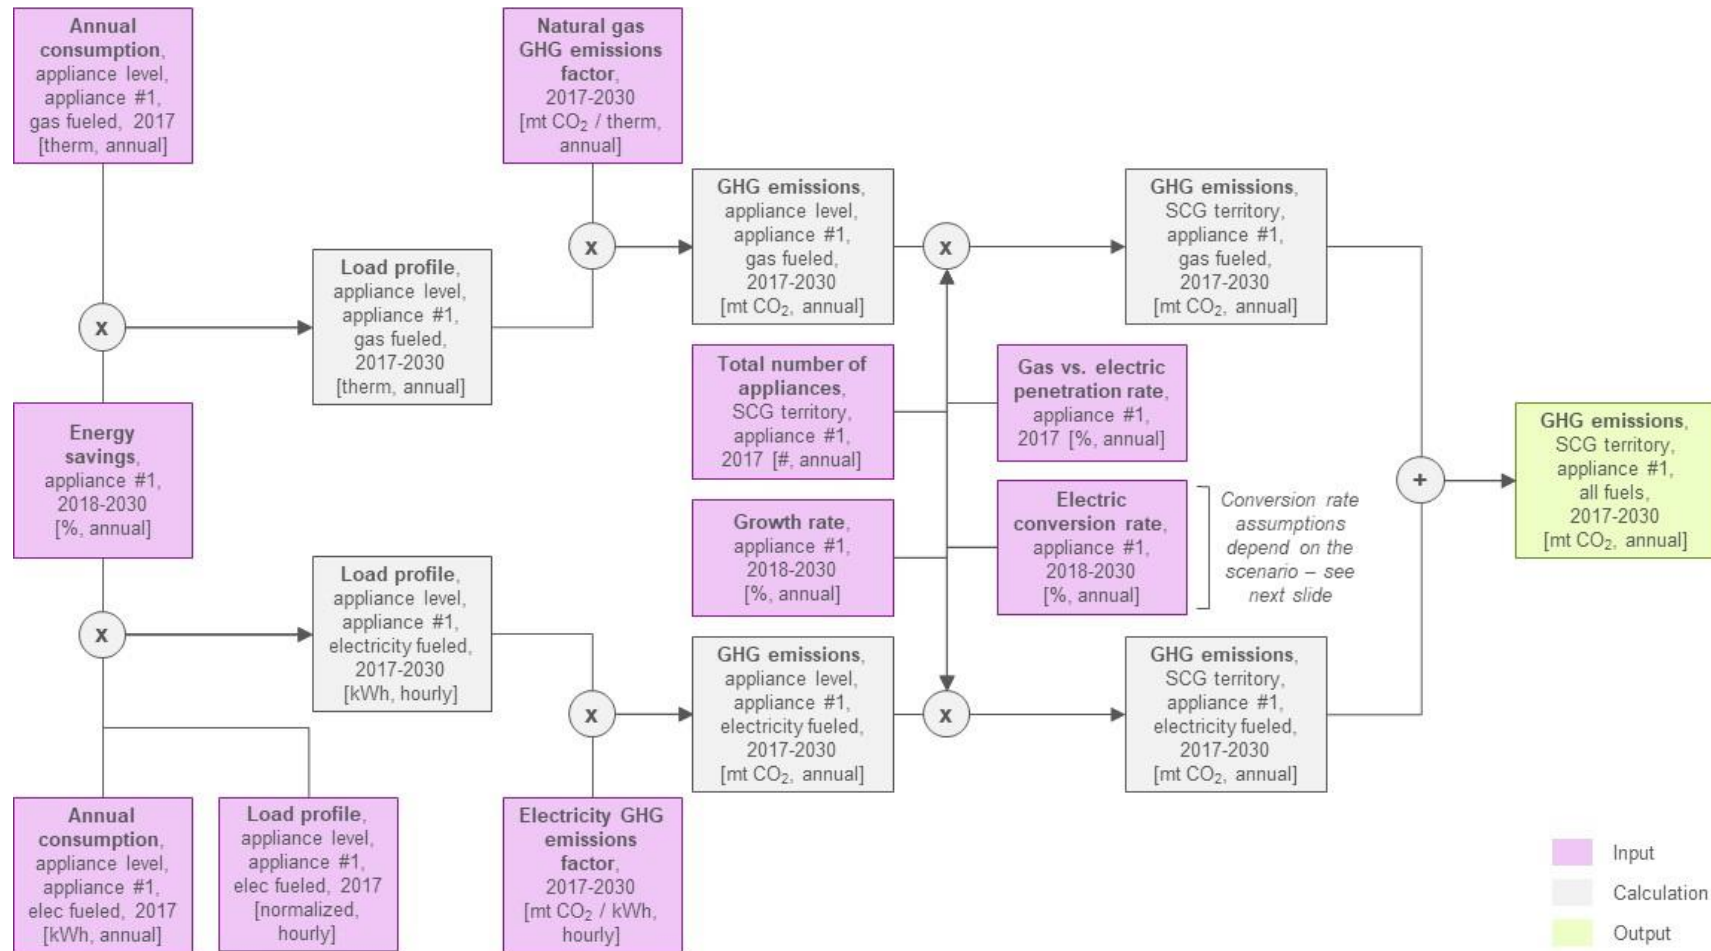 Annual
consumption,
appliance level,
appliance #1,
gas fueled, 2017
[therm, annual]
Natural gas
GHG emissions
factor,
2017-2030
[mt CO₂ / therm,
annual]
GHG emissions,
appliance level,
appliance #1,
gas fueled,
2017-2030
[mt CO₂, annual]
GHG emissions,
SCG territory,
appliance #1,
gas fueled,
2017-2030
[mt CO₂, annual]
x
x
Load profile,
appliance level,
appliance #1,
gas fueled,
2017-2030
[therm, annual]
x
Total number of
appliances,
SCG territory,
appliance #1,
2017 [#, annual]
Gas vs. electric
penetration rate,
appliance #1,
2017 [%, annual]
Energy
savings,
appliance #1,
2018-2030
[%, annual]
GHG emissions,
SCG territory,
appliance #1,
all fuels,
2017-2030
[mt CO₂, annual]
+
Growth rate,
appliance #1,
2018-2030
[%, annual]
Electric
conversion rate,
appliance #1,
2018-2030
[%, annual]
Conversion rate
assumptions
depend on the
scenario – see
next slide
Load profile,
appliance level,
appliance #1,
electricity fueled,
2017-2030
[kWh, hourly]
x
x
GHG emissions,
appliance level,
appliance #1,
electricity fueled,
2017-2030
[mt CO₂, annual]
x
GHG emissions,
SCG territory,
appliance #1,
electricity fueled,
2017-2030
[mt CO₂, annual]
Annual
consumption,
appliance level,
appliance #1,
elec fueled, 2017
[kWh, annual]
Load profile,
appliance level,
appliance #1,
elec fueled, 2017
[normalized,
hourly]
Electricity GHG
emissions
factor,
2017-2030
[mt CO₂ / kWh,
hourly]
Input
Calculation
Output